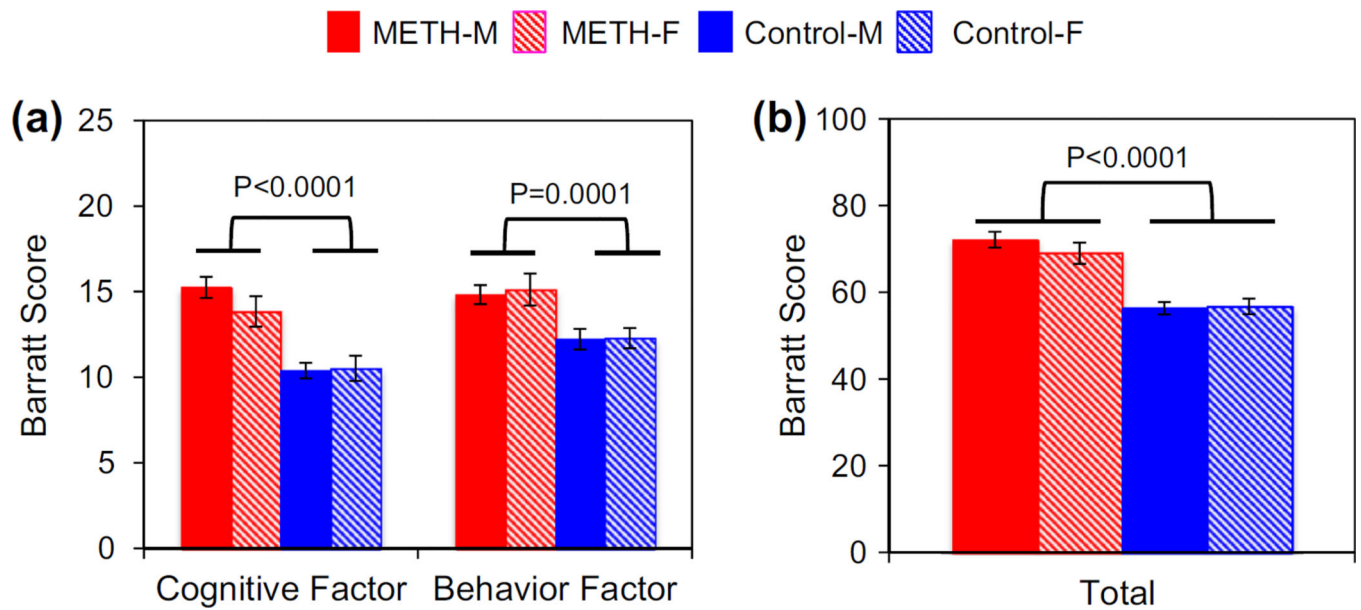 METH-M METH-F Control-M Control-F
(a)
25
20
15
10
5
0
Barratt Score
P<0.0001
P=0.0001
Cognitive Factor
Behavior Factor
(b)
100
80
60
40
20
0
Barratt Score
P<0.0001
Total